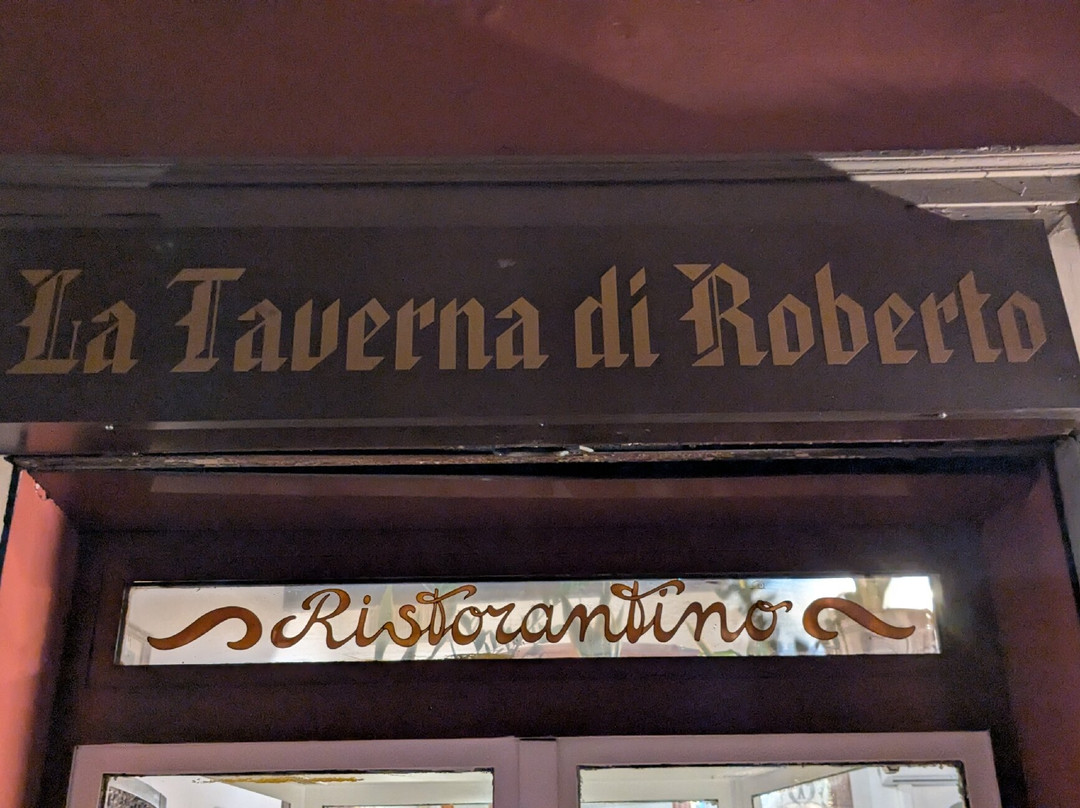 La Taverna di Roberto
Ristorantino